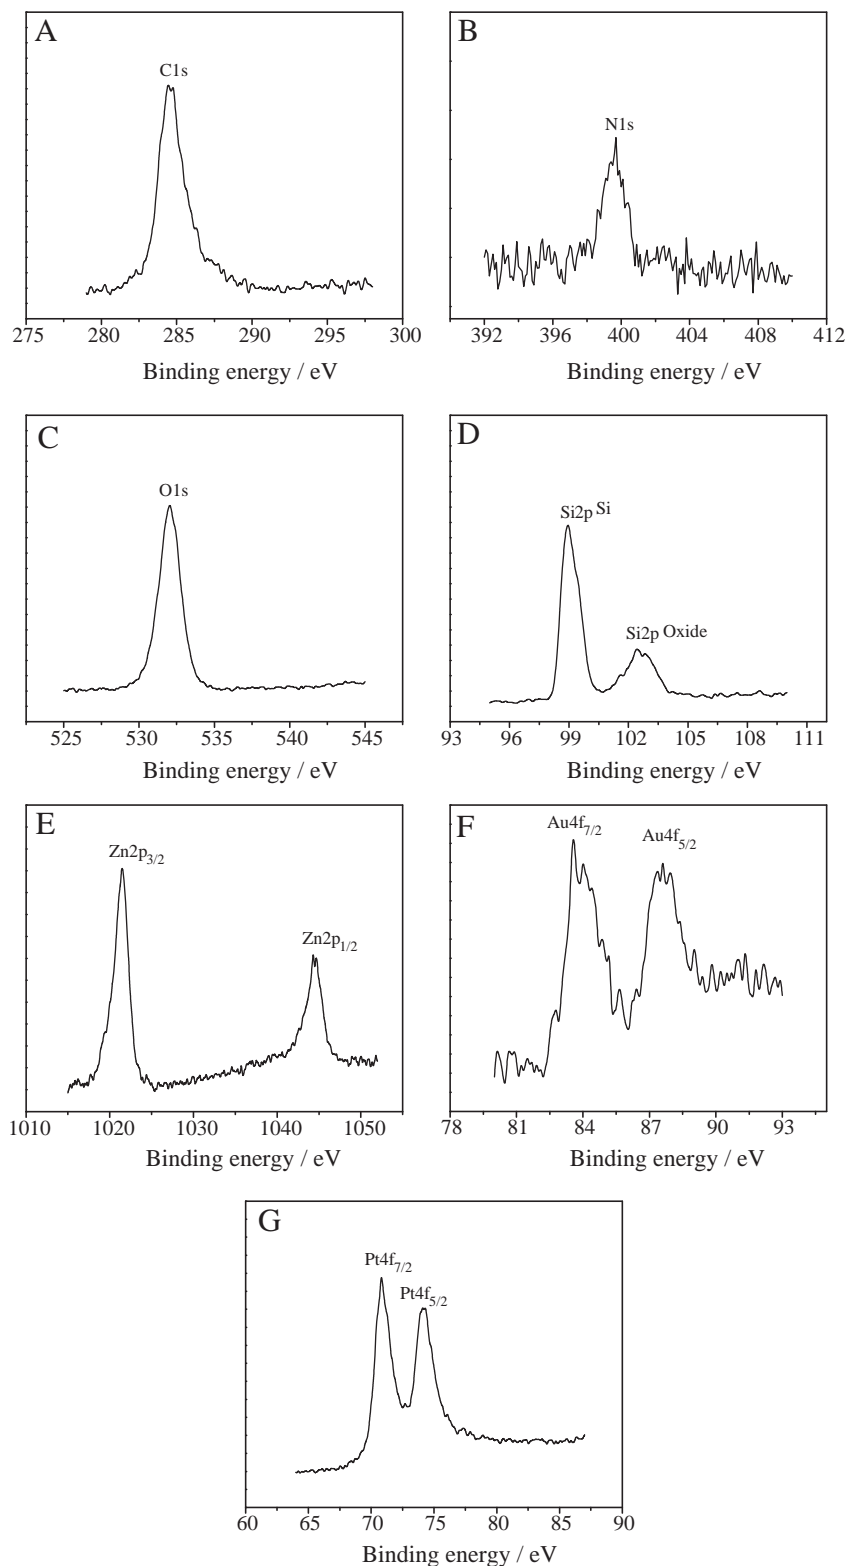 A
C1s
275 280 285 290 295 300
Binding energy / eV
B
N1s
392 396 400 404 408 412
Binding energy / eV
C
O1s
525 530 535 540 545
Binding energy / eV
D
Si2p Si
Si2p Oxide
93 96 99 102 105 108 111
Binding energy / eV
E
Zn2p3/2
Zn2p1/2
1010 1020 1030 1040 1050
Binding energy / eV
F
Au4f7/2
Au4f5/2
78 81 84 87 90 93
Binding energy / eV
G
Pt4f7/2
Pt4f5/2
60 65 70 75 80 85 90
Binding energy / eV